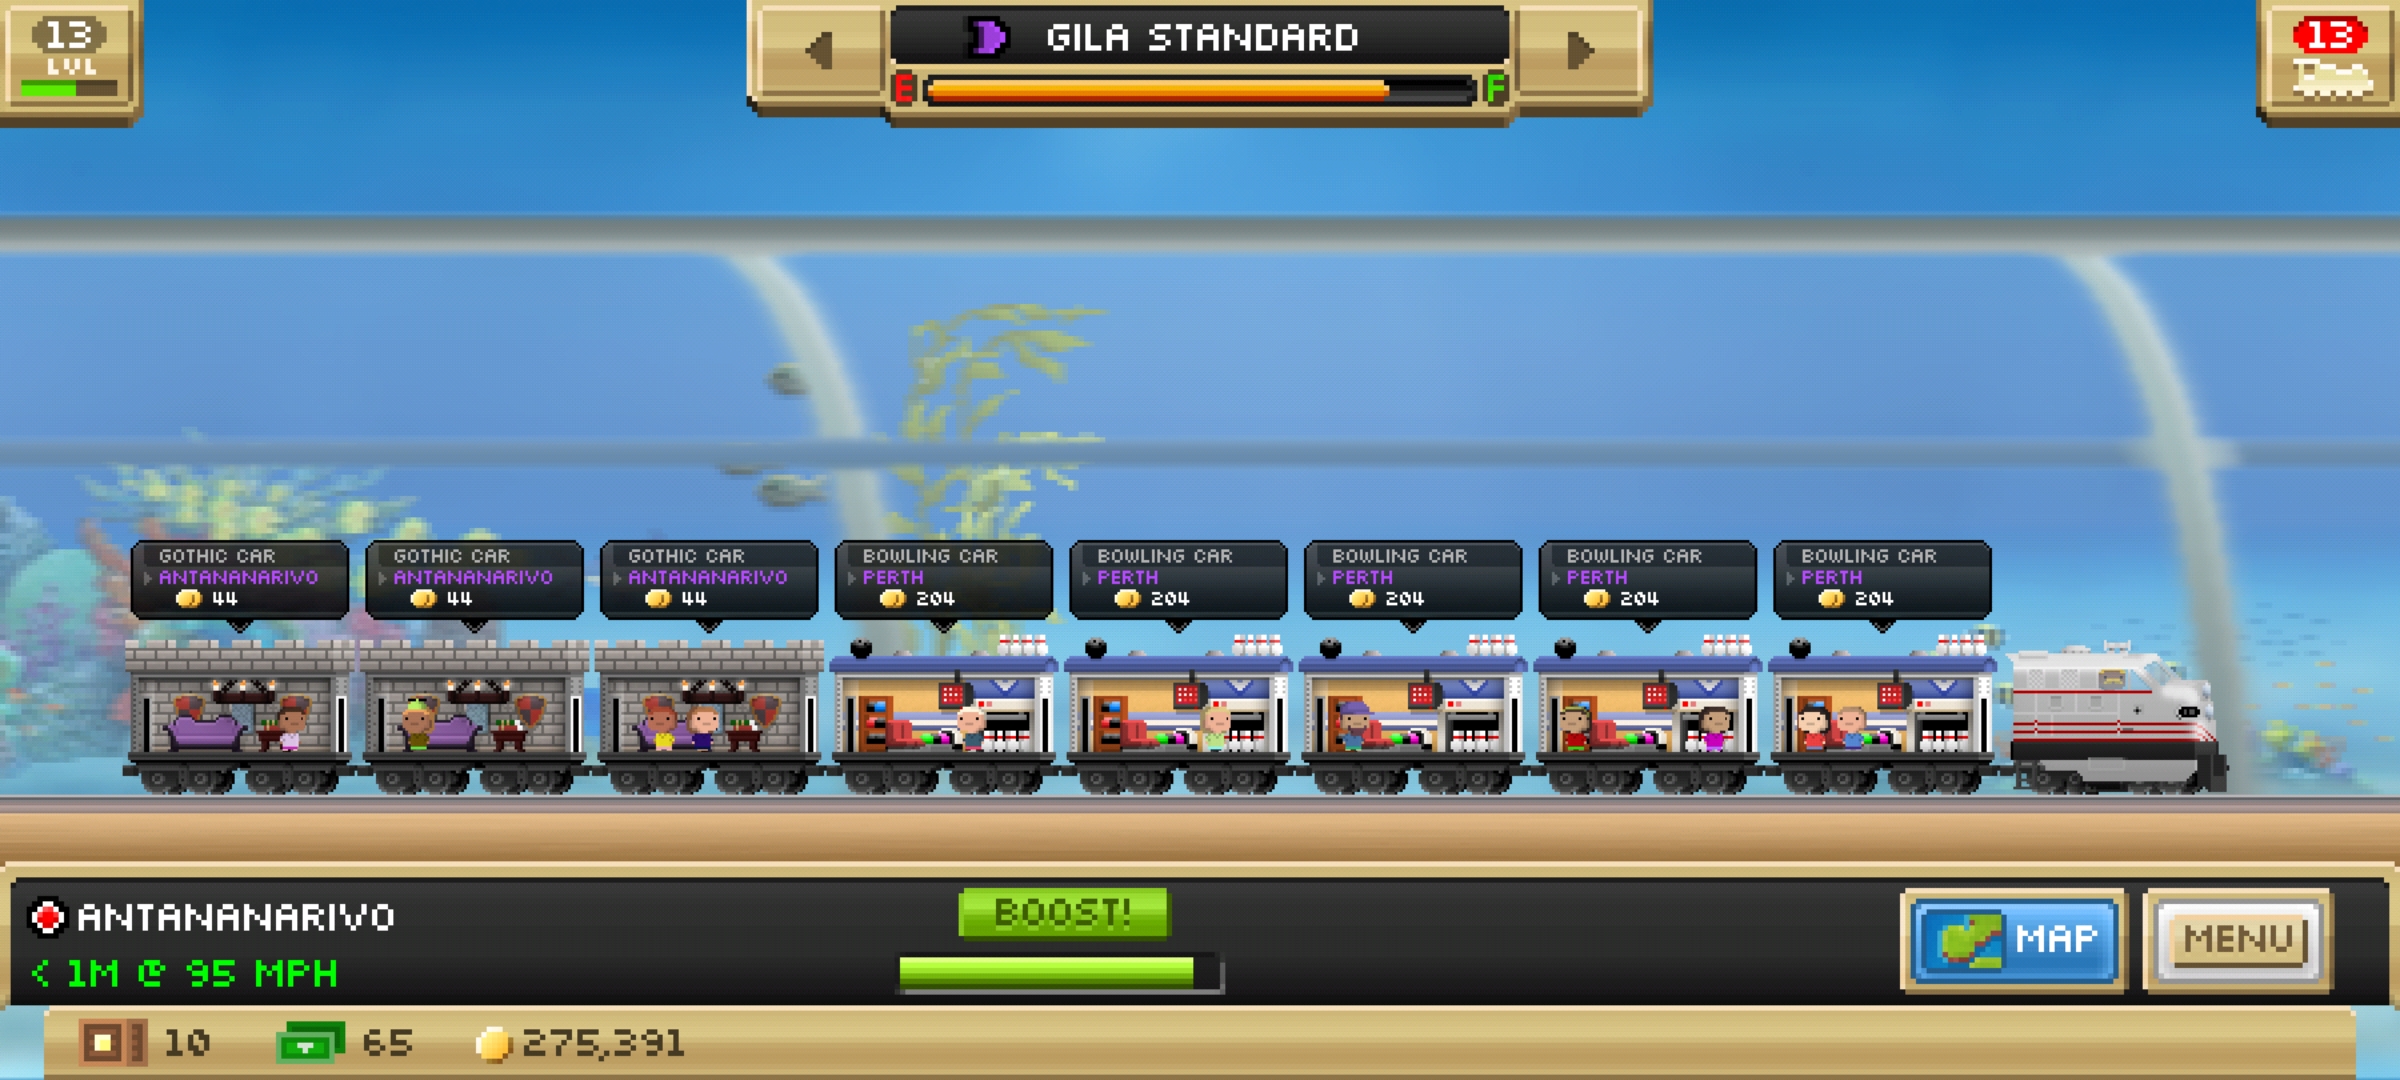 13
LVL
GILA STANDARD
E
F
13
GOTHIC CAR
ANTANANARIVO
44
GOTHIC CAR
ANTANANARIVO
44
GOTHIC CAR
ANTANANARIVO
44
BOWLING CAR
PERTH
204
BOWLING CAR
PERTH
204
BOWLING CAR
PERTH
204
BOWLING CAR
PERTH
204
BOWLING CAR
PERTH
204
ANTANANARIVO
< 1M @ 95 MPH
BOOST!
MAP
MENU
10
65
275,391